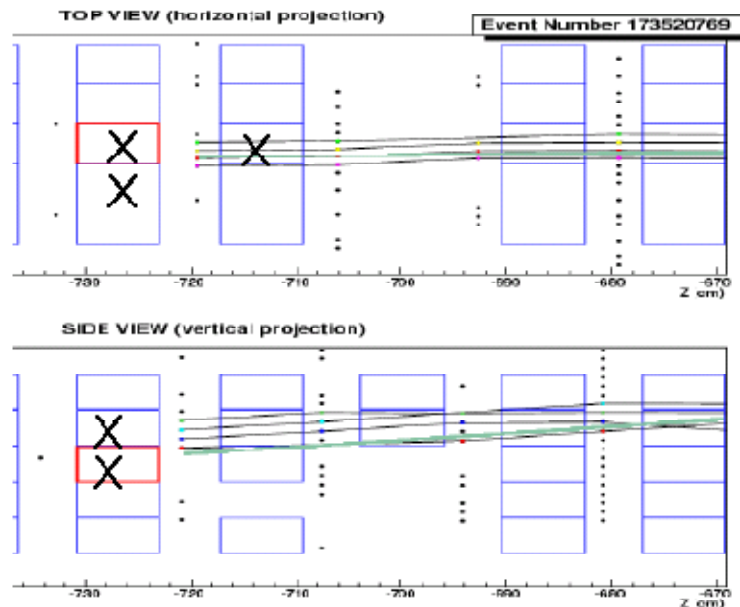 TOP VIEW (horizontal projection)
Event Number 173520769
-730 -720 -710 -700 -690 -680 -670
Z cm)
SIDE VIEW (vertical projection)
-730 -720 -710 -700 -690 -680 -670
Z cm)